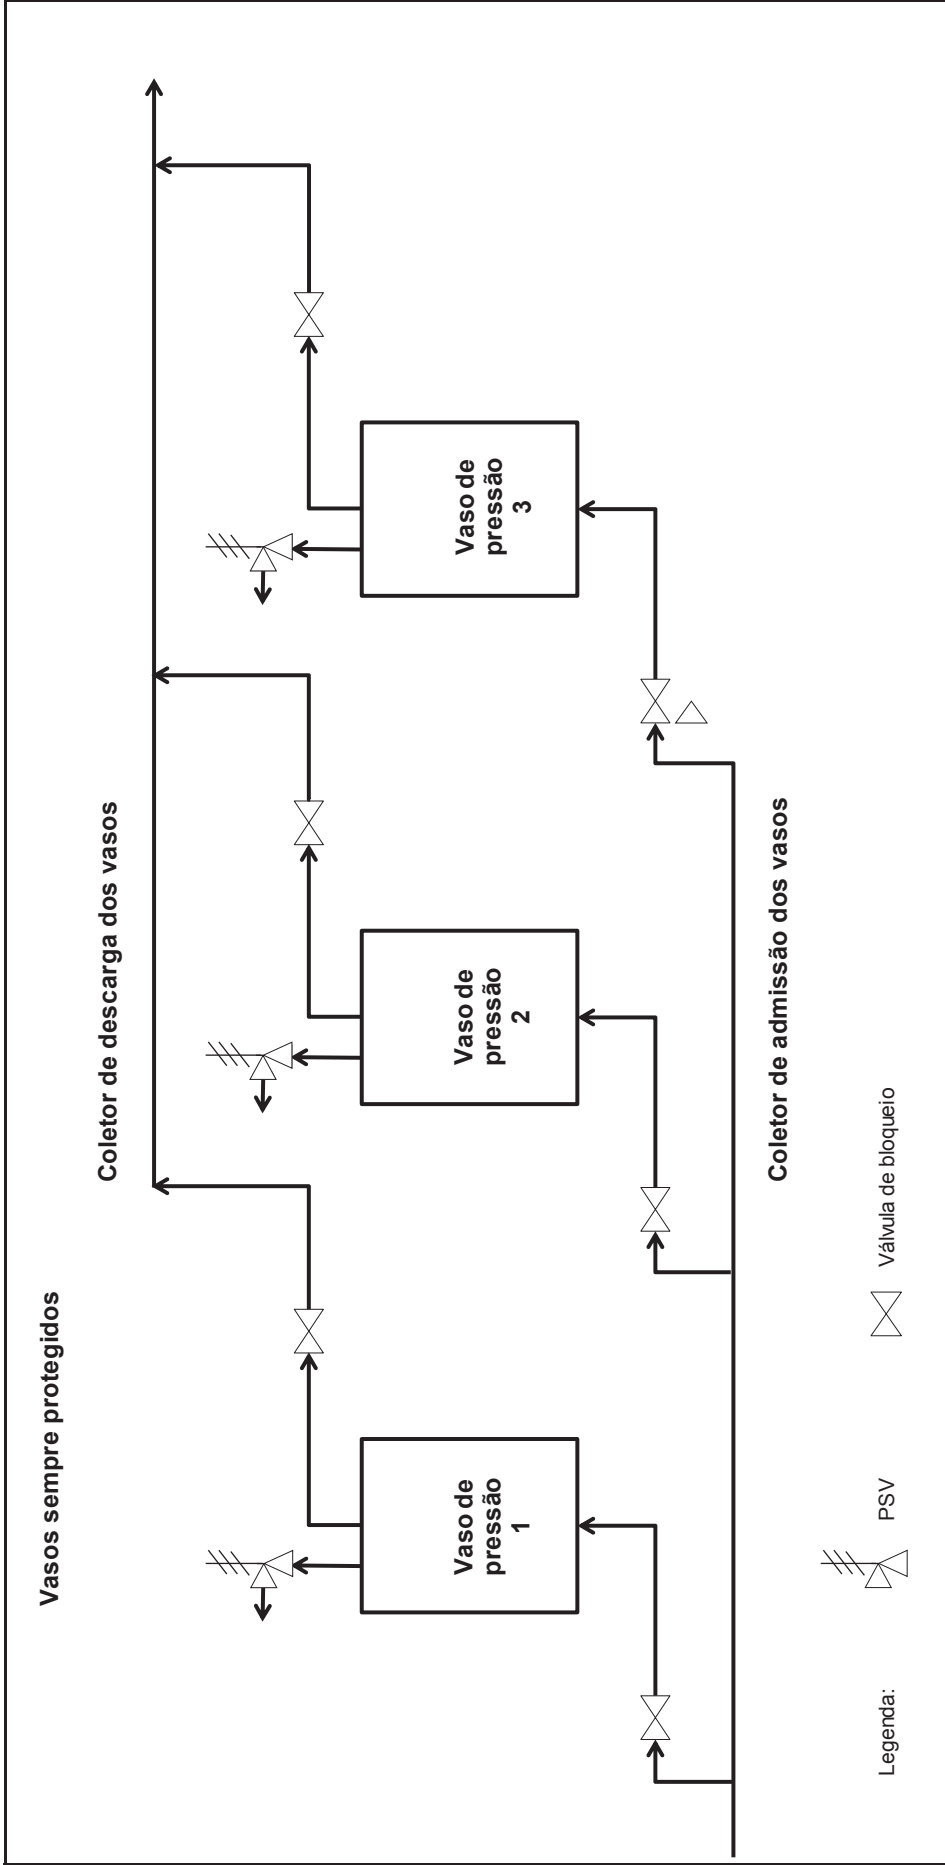 Vasos sempre protegidos
Coletor de descarga dos vasos
Vaso de
pressão
1
Vaso de
pressão
2
Vaso de
pressão
3
Coletor de admissão dos vasos
Legenda:
PSV
Válvula de bloqueio